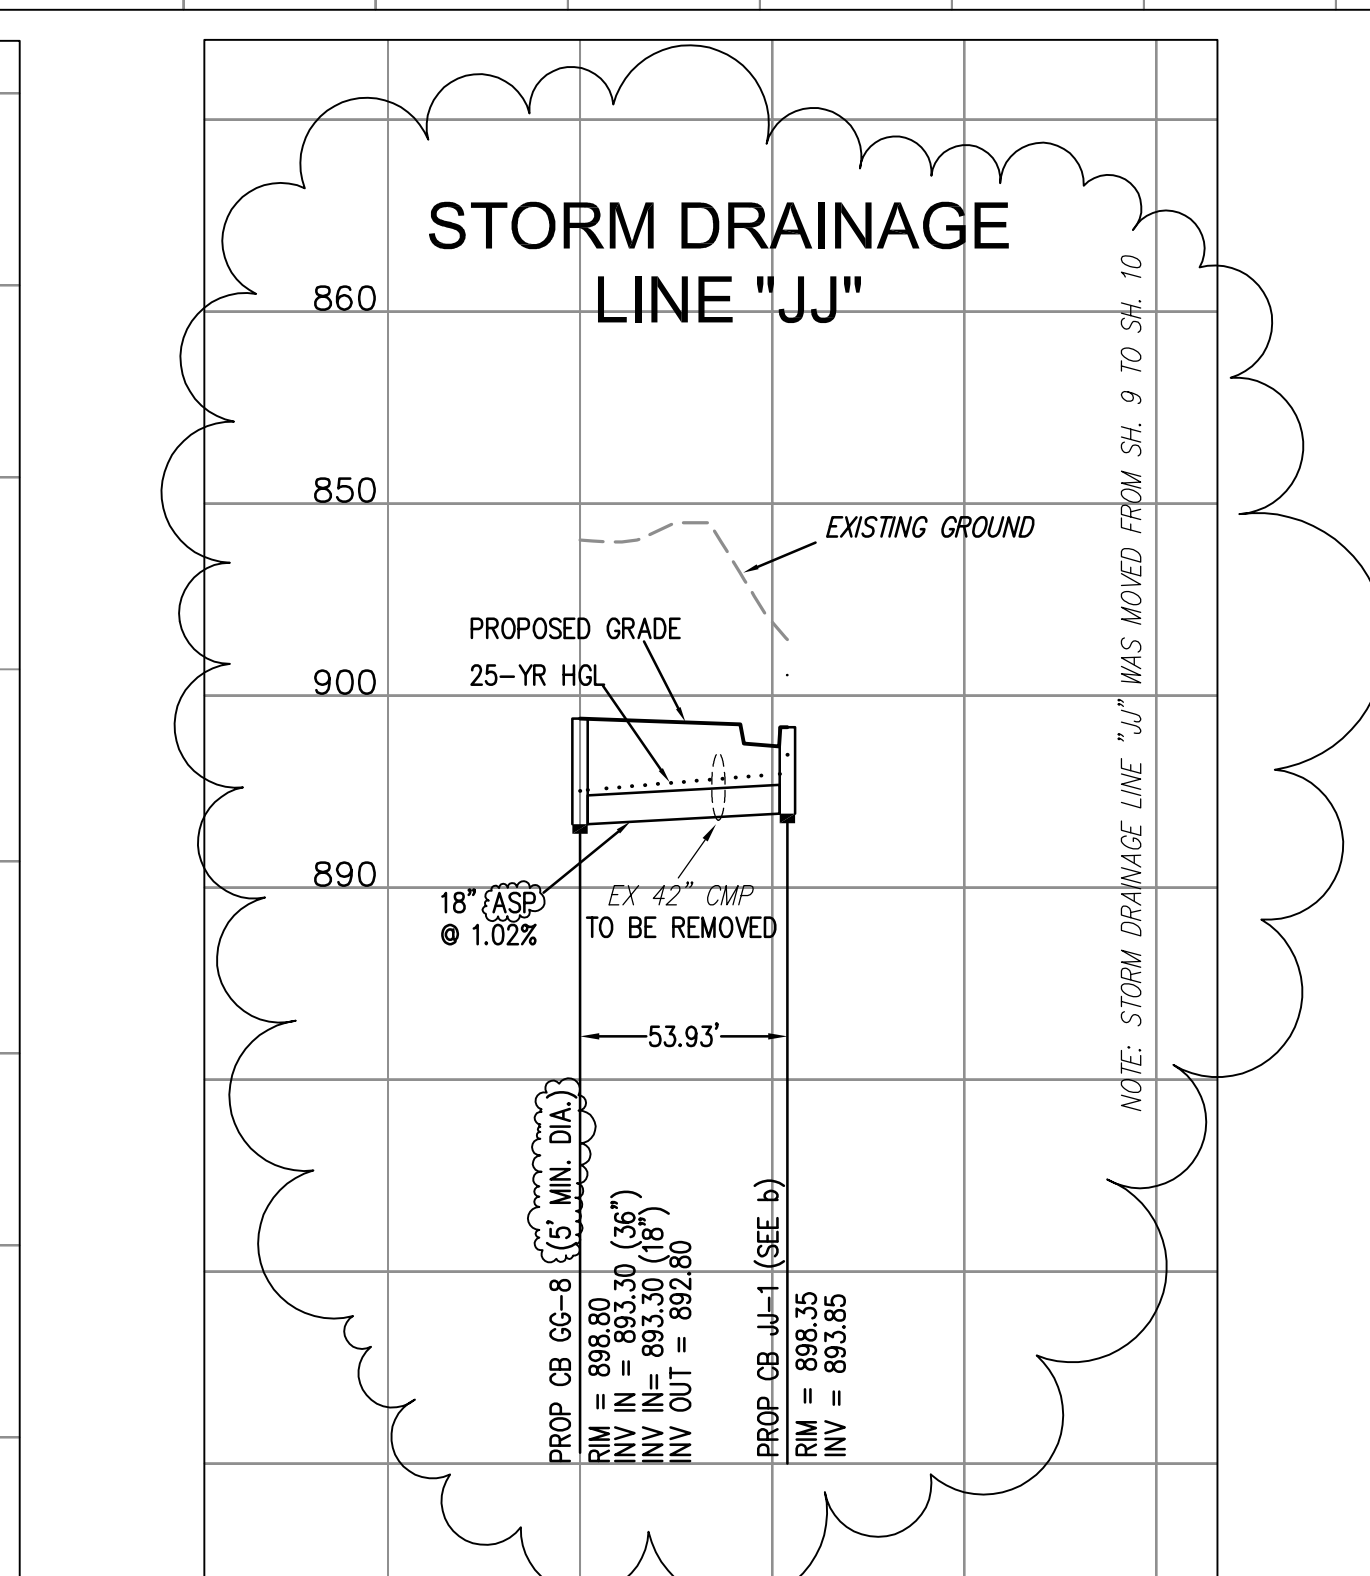 STORM DRAINAGE
LINE "JJ"
860
850
EXISTING GROUND
PROPOSED GRADE
25-YR HGL
900
890
18" ASP
@ 1.02%
EX 42" CMP
TO BE REMOVED
53.93'
PROP CB GG-8 (5' MIN. DIA.)
RIM = 898.80
INV IN = 893.30 (36")
INV IN= 893.30 (18")
INV OUT = 892.80
PROP CB JJ-1 (SEE b)
RIM = 898.35
INV = 893.85
NOTE: STORM DRAINAGE LINE "JJ" WAS MOVED FROM SH. 9 TO SH. 10